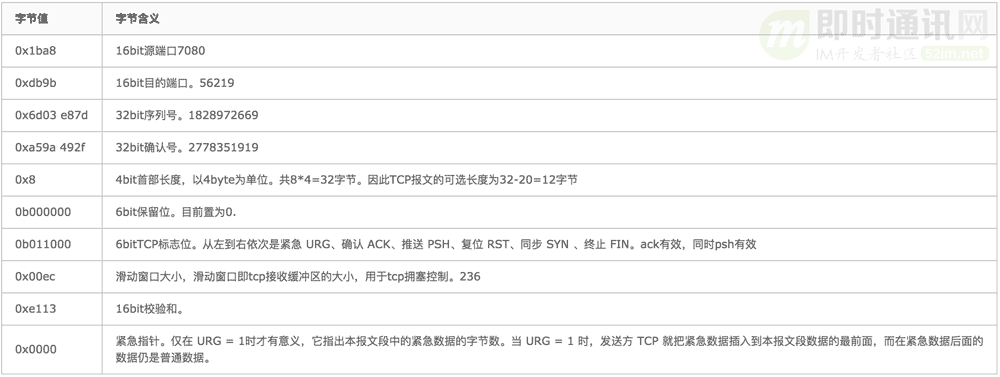 即时通讯网
IM开发者社区 52im.net
字节值 字节含义
0x1ba8 16bit源端口7080
0xdb9b 16bit目的端口。56219
0x6d03 e87d 32bit序列号。1828972669
0xa59a 492f 32bit确认号。2778351919
0x8 4bit首部长度，以4byte为单位。共8*4=32字节。因此TCP报文的可选长度为32-20=12字节
0b000000 6bit保留位。目前置为0.
0b011000 6bitTCP标志位。从左到右依次是紧急 URG、确认 ACK、推送 PSH、复位 RST、同步 SYN 、终止 FIN。ack有效，同时psh有效
0x00ec 滑动窗口大小，滑动窗口即tcp接收缓冲区的大小，用于tcp拥塞控制。236
0xe113 16bit校验和。
0x0000 紧急指针。仅在 URG = 1时才有意义，它指出本报文段中的紧急数据的字节数。当 URG = 1 时，发送方 TCP 就把紧急数据插入到本报文段数据的最前面，而在紧急数据后面的
数据仍是普通数据。